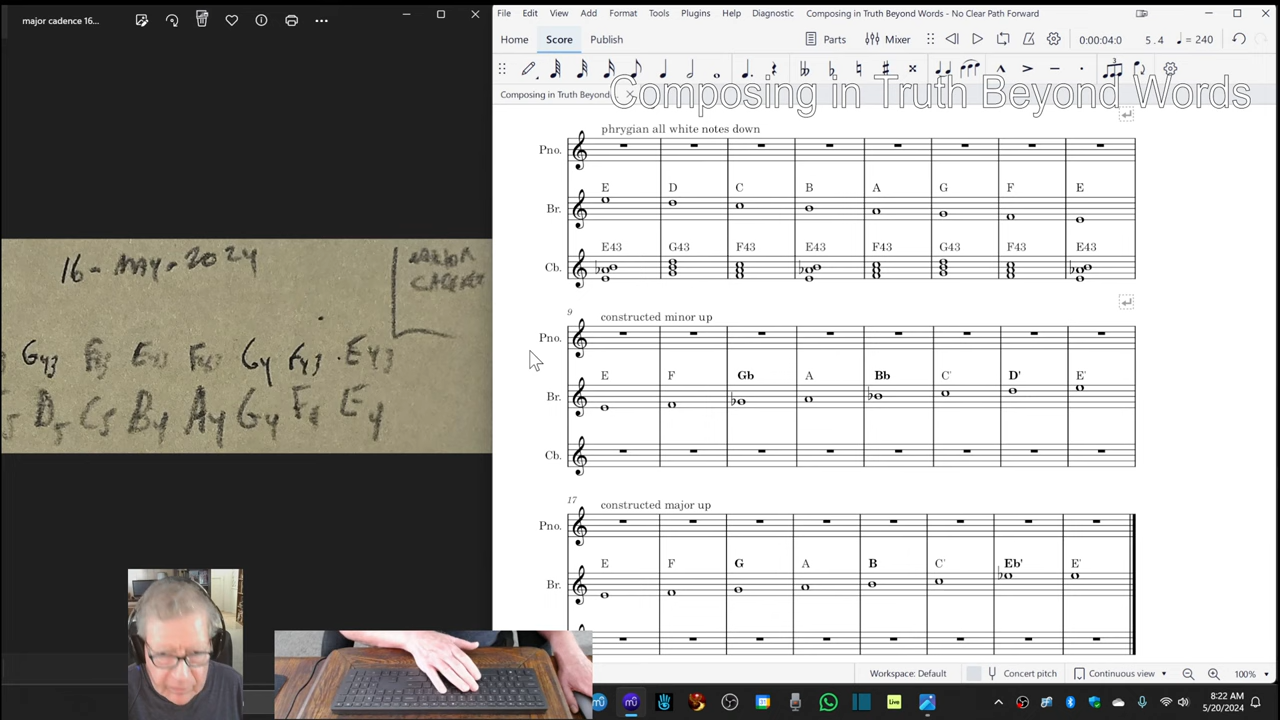 major cadence 16...
File Edit View Add Format Tools Plugins Help Diagnostic Composing in Truth Beyond Words - No Clear Path Forward
Home Score Publish Parts Mixer 0:00:04:0 5 . 4 = 240
Composing in Truth Beyond Words
Composing in Truth Beyond
phrygian all white notes down
Pno.
E D C B A G F E
Br.
E43 G43 F43 E43 F43 G43 F43 E43
Cb.
9 constructed minor up
Pno.
E F Gb A Bb C' D' E'
Br.
Cb.
17 constructed major up
Pno.
E F G A B C' Eb' E'
Br.
16-MAY-2024
MAJOR
CADENCE
Workspace: Default Concert pitch Continuous view 100%
Live
8:22 AM
5/20/2024